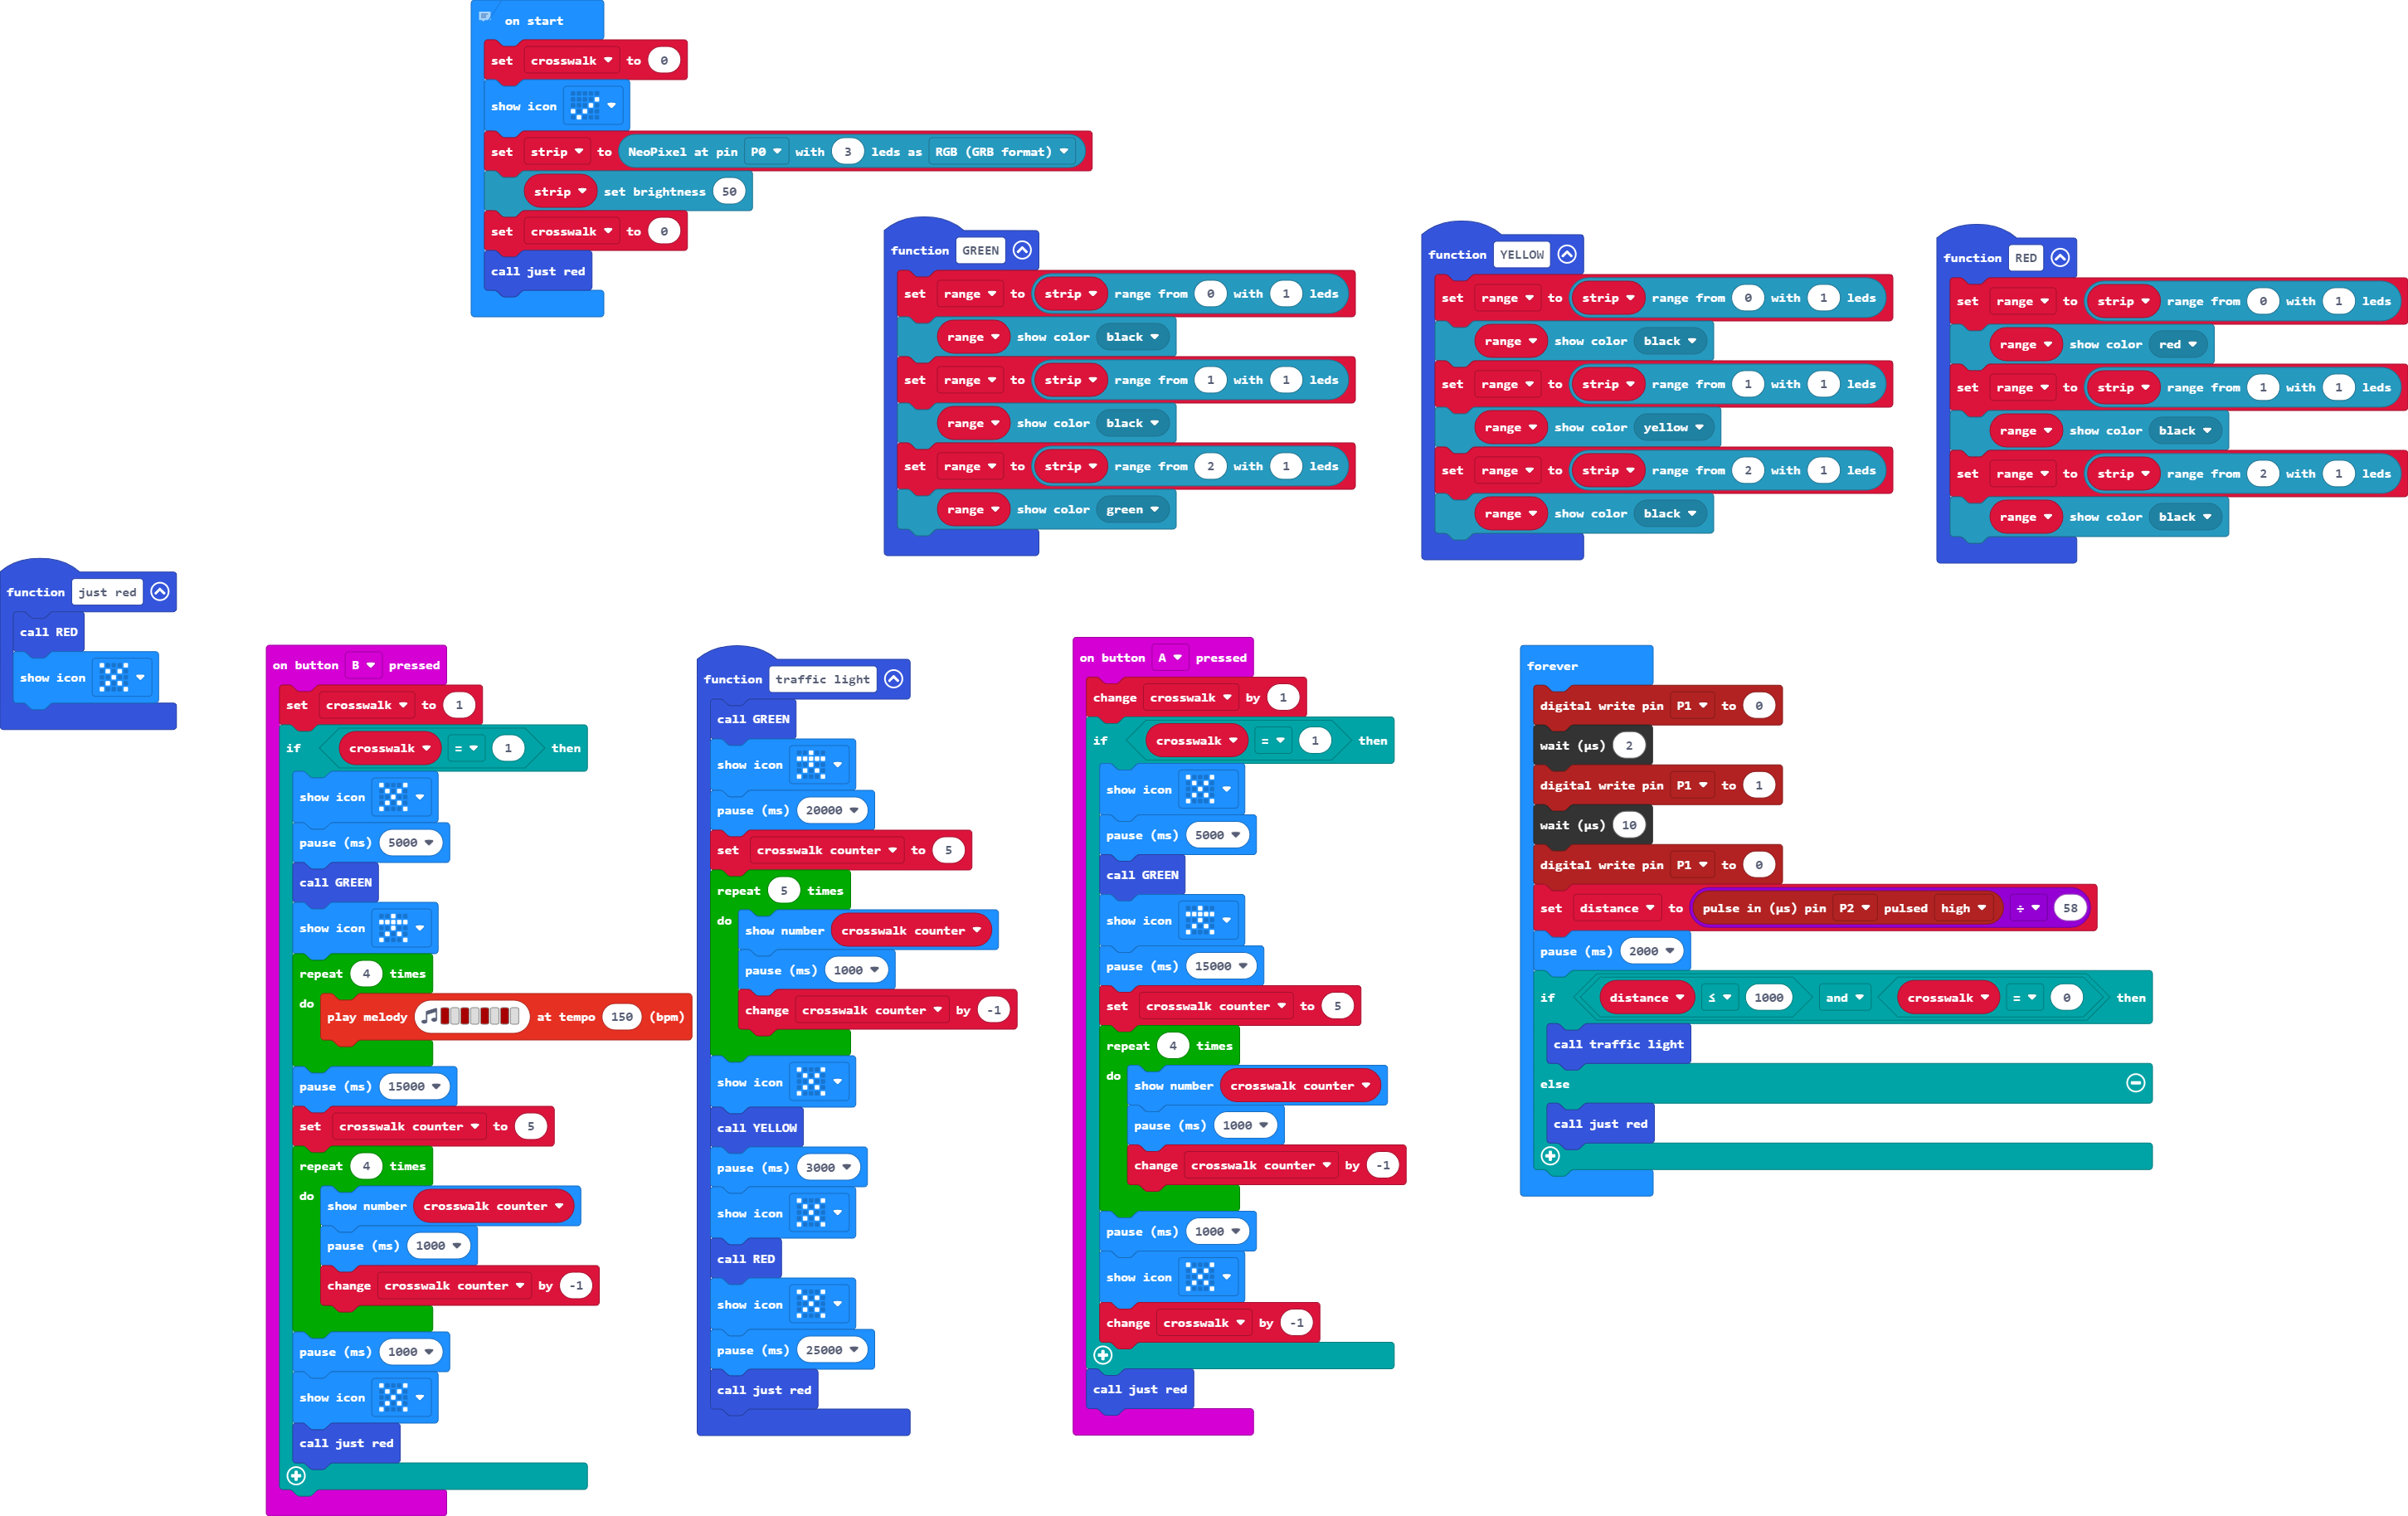 on start
set crosswalk to 0
show icon
set strip to NeoPixel at pin P0 with 3 leds as RGB (GRB format)
strip set brightness 50
set crosswalk to 0
call just red
function GREEN
set range to strip range from 0 with 1 leds
range show color black
set range to strip range from 1 with 1 leds
range show color black
set range to strip range from 2 with 1 leds
range show color green
function YELLOW
set range to strip range from 0 with 1 leds
range show color black
set range to strip range from 1 with 1 leds
range show color yellow
set range to strip range from 2 with 1 leds
range show color black
function RED
set range to strip range from 0 with 1 leds
range show color red
set range to strip range from 1 with 1 leds
range show color black
set range to strip range from 2 with 1 leds
range show color black
function just red
call RED
show icon
on button B pressed
set crosswalk to 1
if crosswalk = 1 then
show icon
pause (ms) 5000
call GREEN
show icon
repeat 4 times
do play melody at tempo 150 (bpm)
pause (ms) 15000
set crosswalk counter to 5
repeat 4 times
do show number crosswalk counter
pause (ms) 1000
change crosswalk counter by -1
pause (ms) 1000
show icon
call just red
function traffic light
call GREEN
show icon
pause (ms) 20000
set crosswalk counter to 5
repeat 5 times
do show number crosswalk counter
pause (ms) 1000
change crosswalk counter by -1
show icon
call YELLOW
pause (ms) 3000
show icon
call RED
show icon
pause (ms) 25000
call just red
on button A pressed
change crosswalk by 1
if crosswalk = 1 then
show icon
pause (ms) 5000
call GREEN
show icon
pause (ms) 15000
set crosswalk counter to 5
repeat 4 times
do show number crosswalk counter
pause (ms) 1000
change crosswalk counter by -1
pause (ms) 1000
show icon
change crosswalk by -1
call just red
forever
digital write pin P1 to 0
wait (µs) 2
digital write pin P1 to 1
wait (µs) 10
digital write pin P1 to 0
set distance to pulse in (µs) pin P2 pulsed high ÷ 58
pause (ms) 2000
if distance ≤ 1000 and crosswalk = 0 then
call traffic light
else
call just red